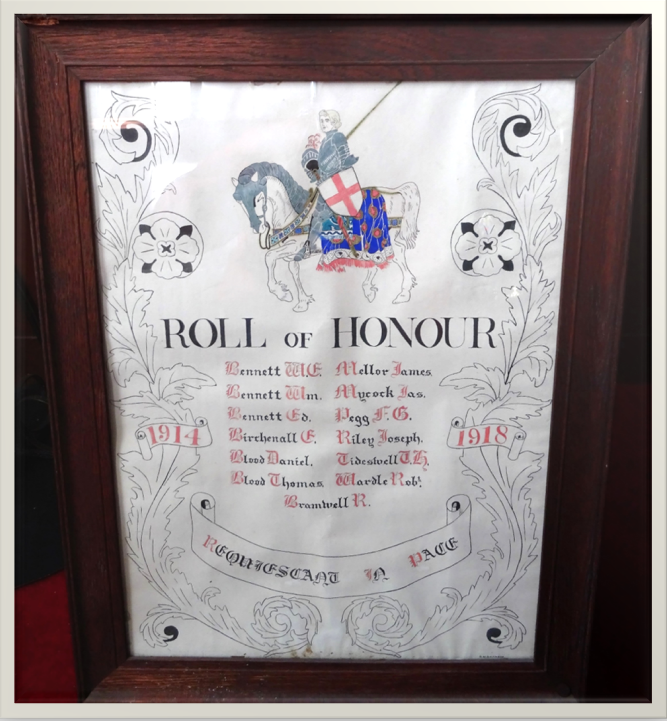 ROLL OF HONOUR
Bennett W.E. Mellor James.
Bennett Wm. Mycock Jas.
Bennett Ed. Pegg F. G.
1914 Birchenall E. Riley Joseph. 1918
Blood Daniel. Tideswell T.H.
Blood Thomas Wardle Robt.
Bramwell R.
REQUIESCANT IN PACE